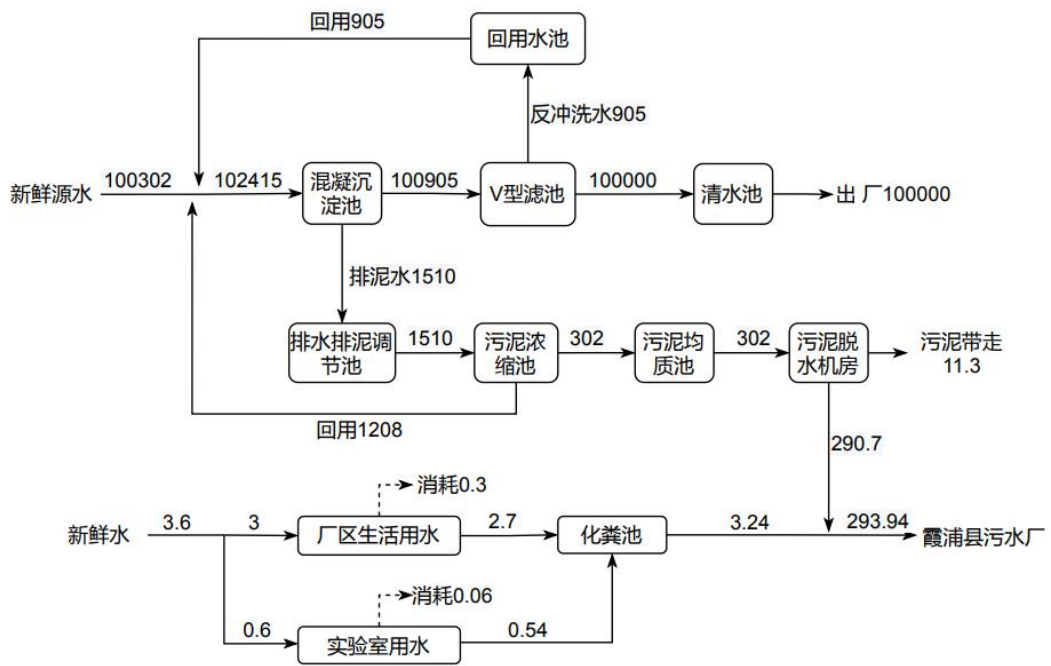 回用905
回用水池
反冲洗水905
新鲜源水
100302
102415
混凝沉
淀池
100905
V型滤池
100000
清水池
出 厂100000
排泥水1510
排水排泥调
节池
1510
污泥浓
缩池
302
污泥均
质池
302
污泥脱
水机房
污泥带走
11.3
回用1208
290.7
消耗0.3
新鲜水
3.6
3
厂区生活用水
2.7
化粪池
3.24
293.94
霞浦县污水厂
消耗0.06
0.6
实验室用水
0.54